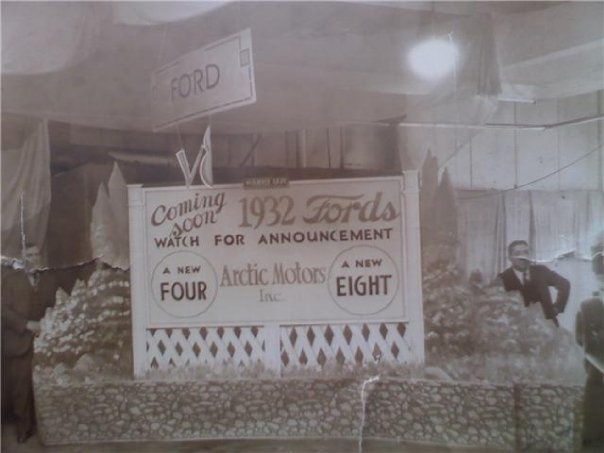 FORD
Coming soon 1932 Fords
WATCH FOR ANNOUNCEMENT
A NEW FOUR
Arctic Motors
Inc.
A NEW EIGHT